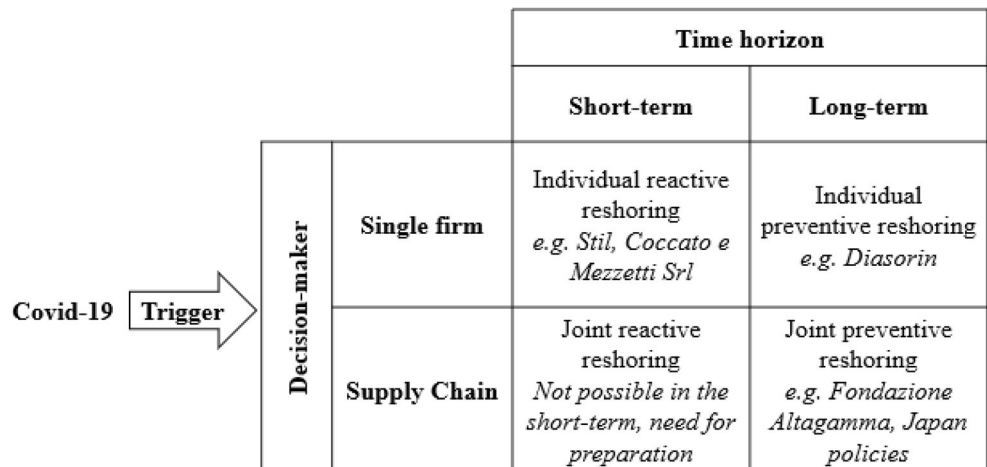 Time horizon
Short-term
Long-term
Covid-19
Trigger
Decision-maker
Single firm
Individual reactive
reshoring
e.g. Stil, Coccato e
Mezzetti Srl
Individual
preventive reshoring
e.g. Diasorin
Supply Chain
Joint reactive
reshoring
Not possible in the
short-term, need for
preparation
Joint preventive
reshoring
e.g. Fondazione
Altagamma, Japan
policies